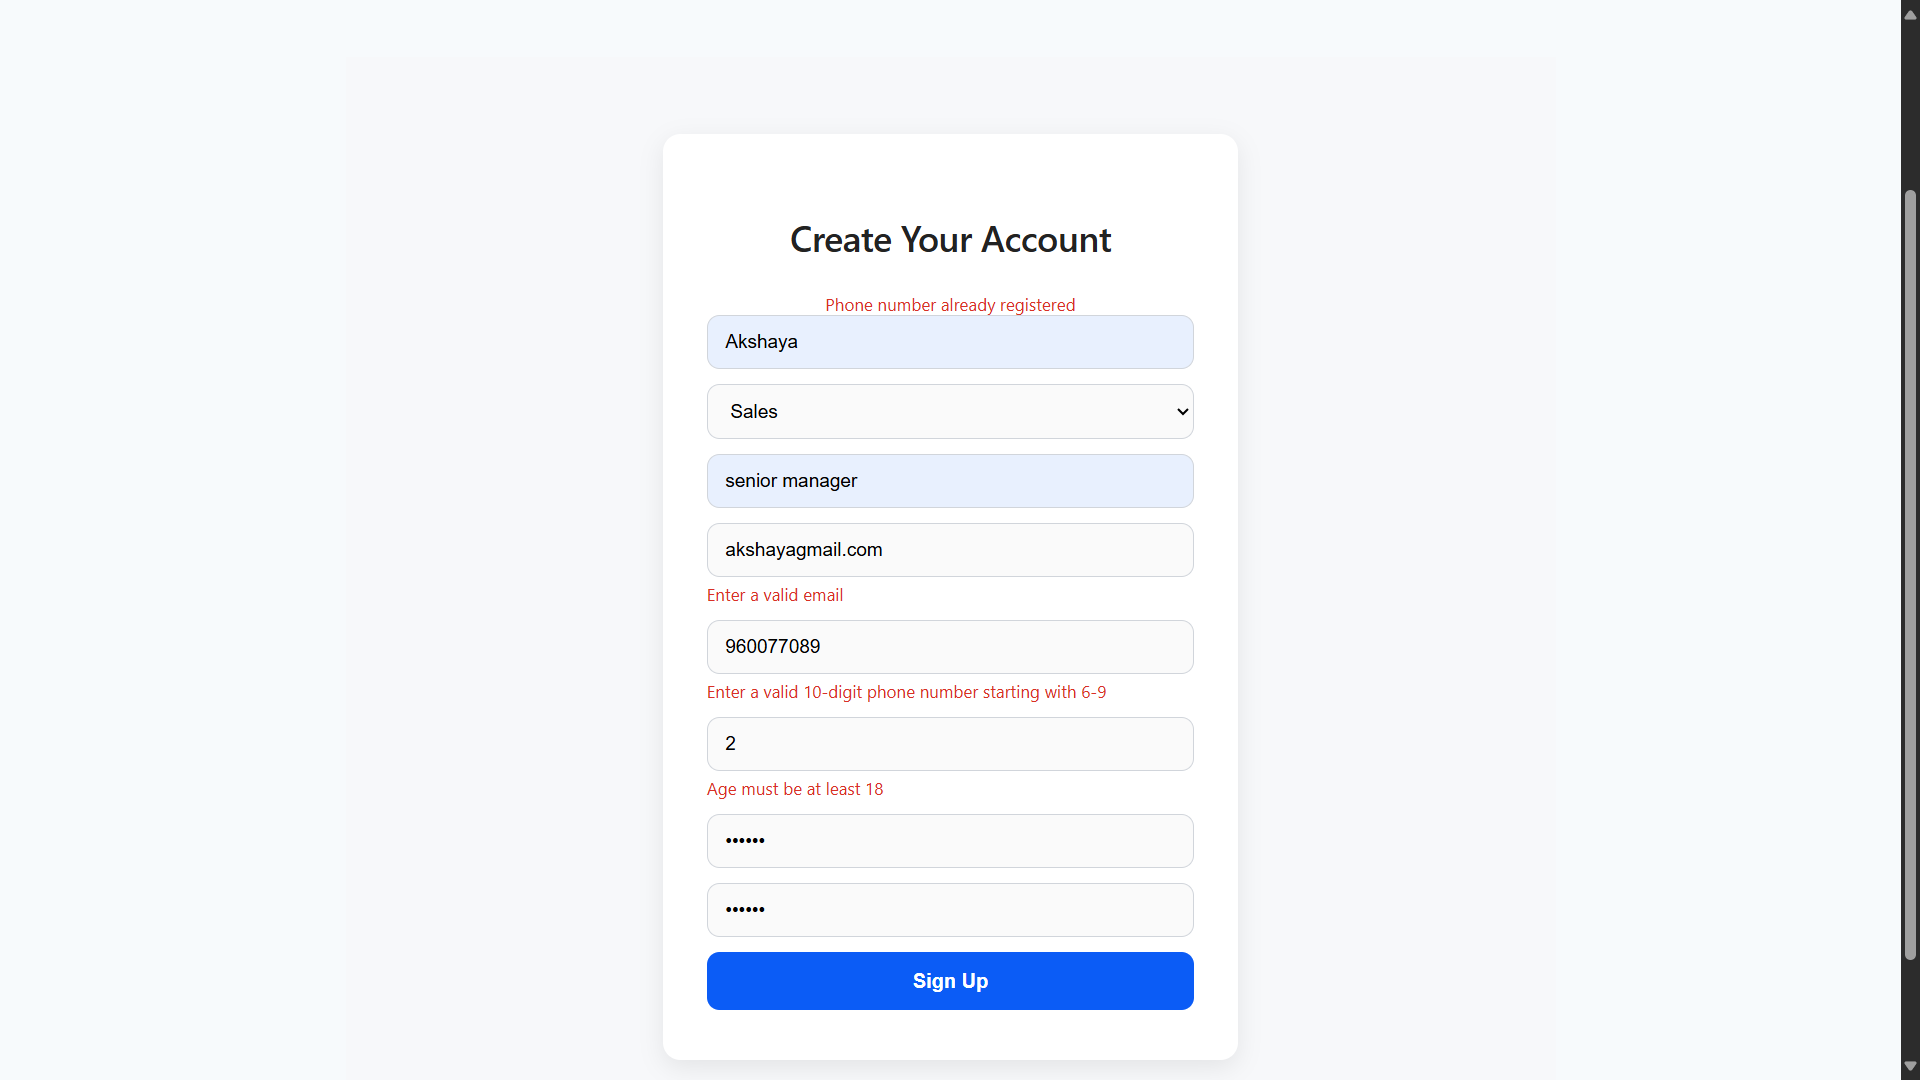 Create Your Account
Phone number already registered
Akshaya
Sales
senior manager
akshayagmail.com
Enter a valid email
960077089
Enter a valid 10-digit phone number starting with 6-9
2
Age must be at least 18
••••••
••••••
Sign Up